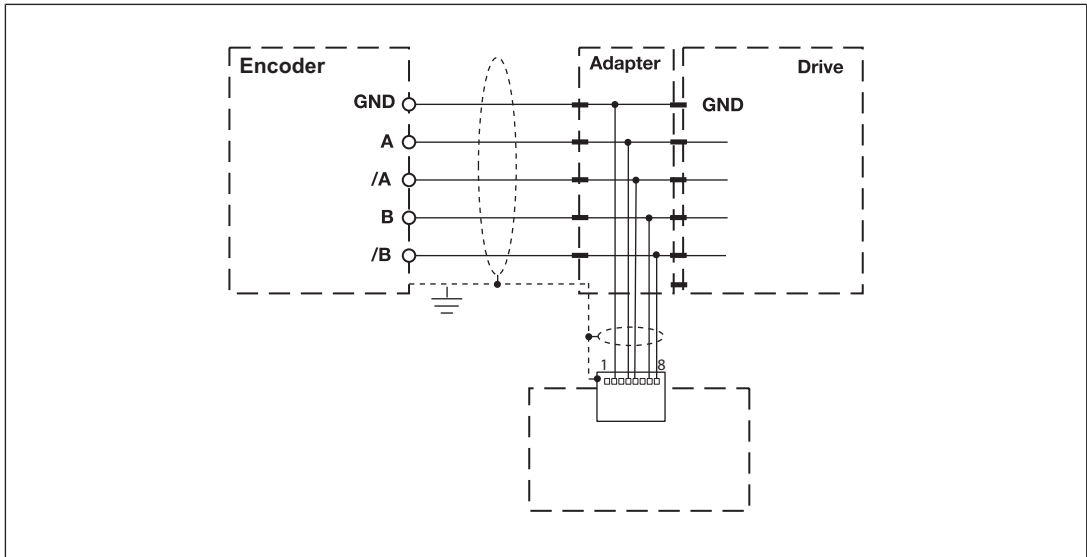 Encoder
Adapter
Drive
GND
GND
A
/A
B
/B
1
8